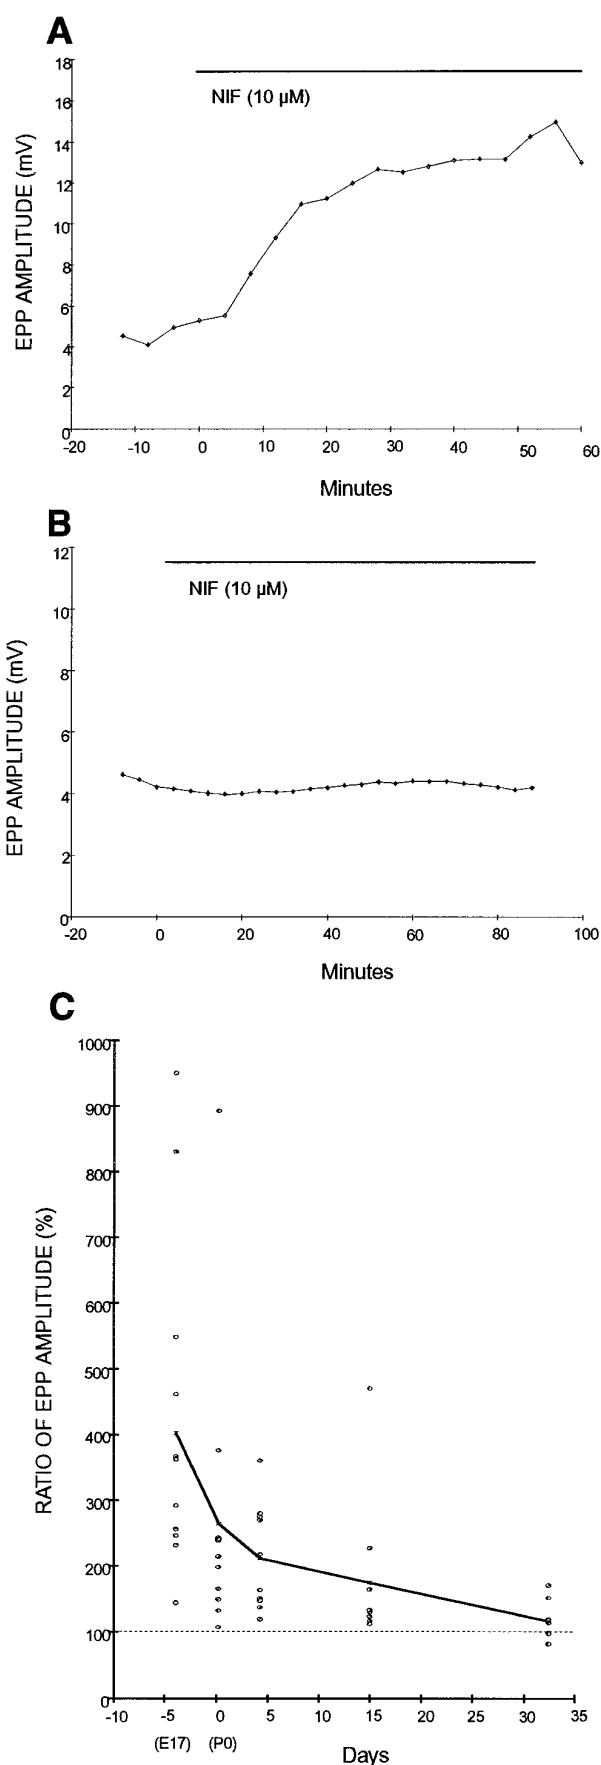 A
18
16
14
12
10
8
6
4
2
0
EPP AMPLITUDE (mV)
NIF (10 µM)
-20 -10 0 10 20 30 40 50 60
Minutes
B
12
10
8
6
4
2
0
EPP AMPLITUDE (mV)
NIF (10 µM)
-20 0 20 40 60 80 100
Minutes
C
1000
900
800
700
600
500
400
300
200
100
0
RATIO OF EPP AMPLITUDE (%)
-10 -5 0 5 10 15 20 25 30 35
(E17) (P0)
Days